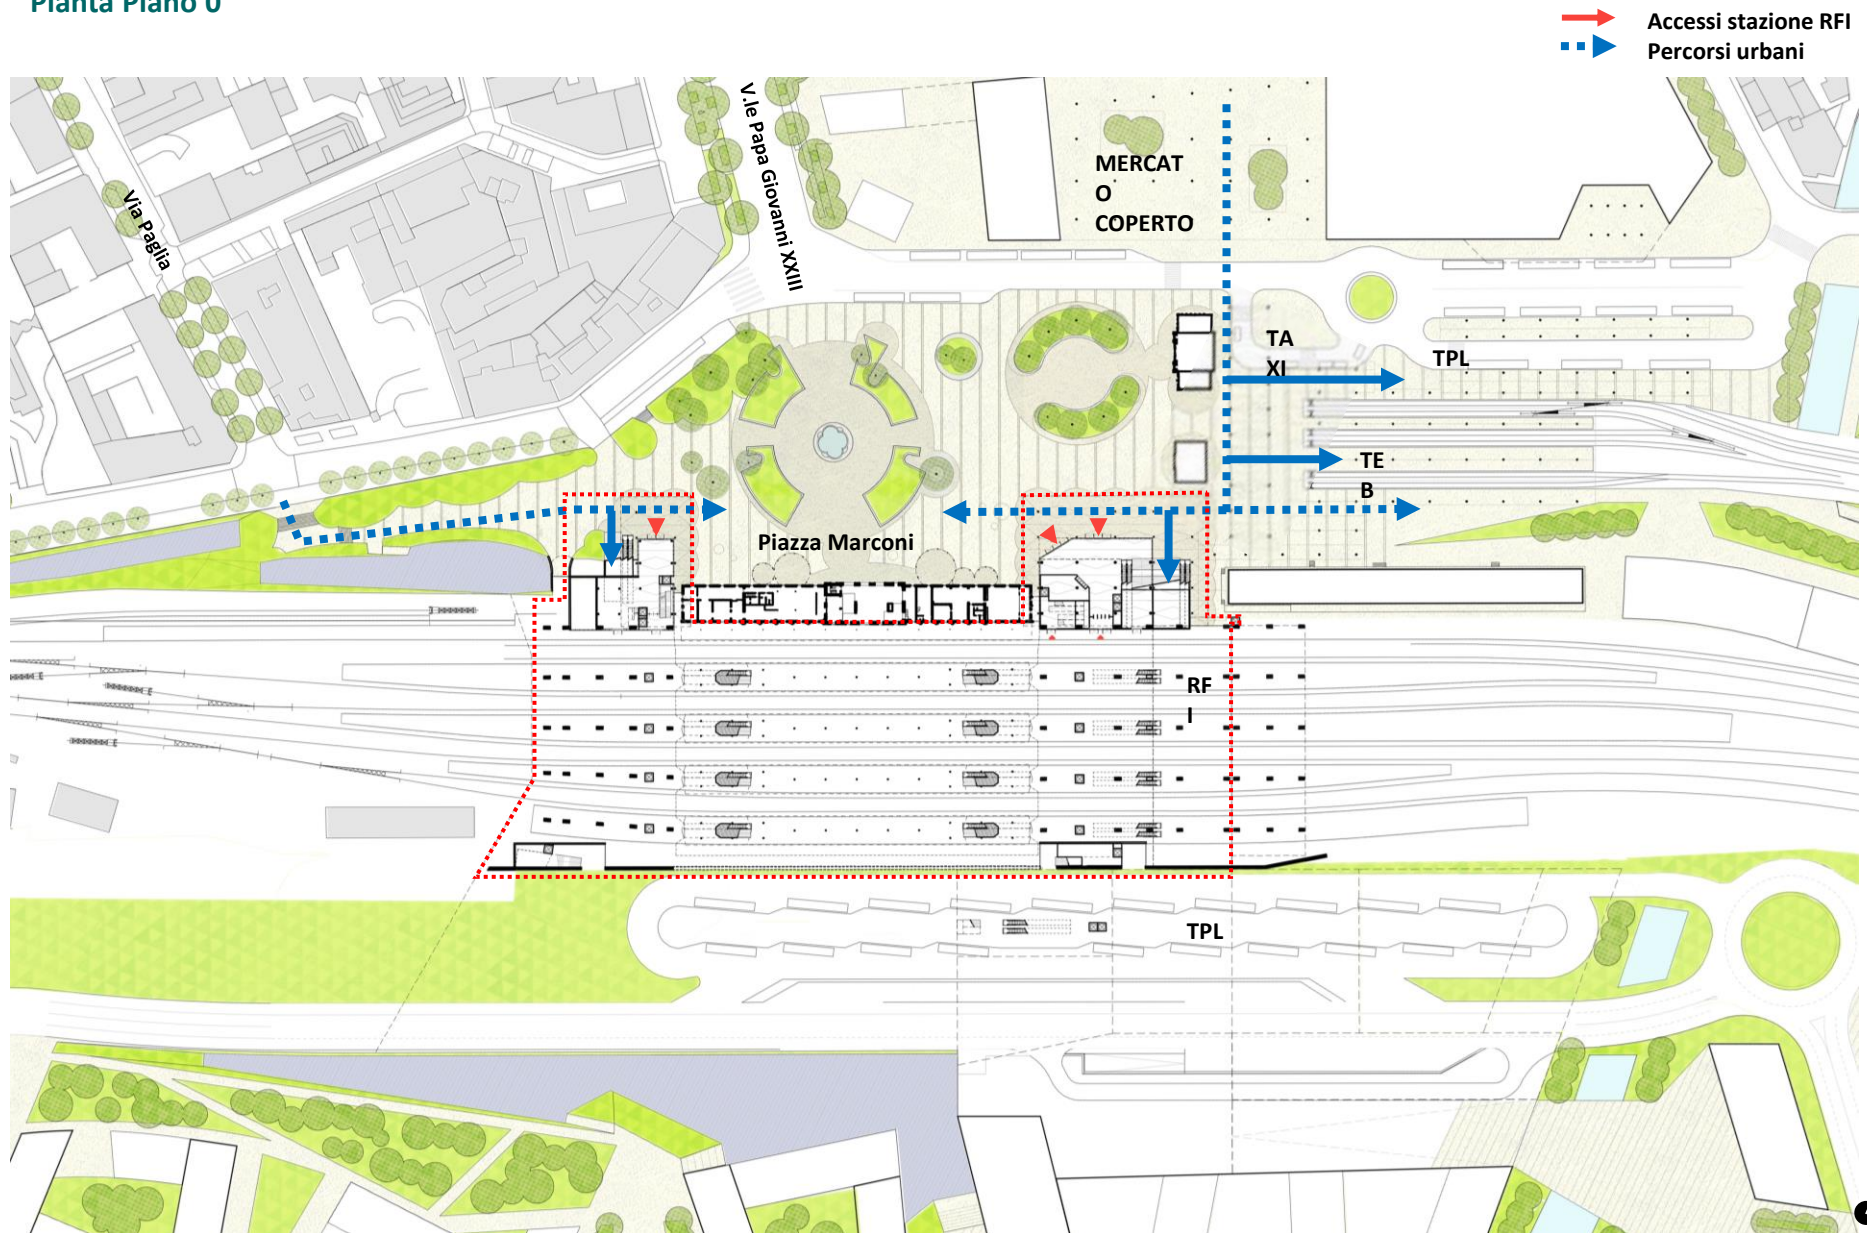 Pianta Piano 0
Accessi stazione RFI
Percorsi urbani
Via Paglia
V.le Papa Giovanni XXIII
MERCAT
O
COPERTO
TA
XI
TPL
TE
B
Piazza Marconi
RF
I
TPL